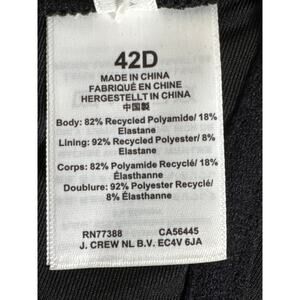 42D
MADE IN CHINA
FABRIQUÉ EN CHINE
HERGESTELLT IN CHINA
中国製
Body: 82% Recycled Polyamide/ 18%
Elastane
Lining: 92% Recycled Polyester/ 8%
Elastane
Corps: 82% Polyamide Recyclé/ 18%
Élasthanne
Doublure: 92% Polyester Recyclé/
8% Élasthanne
RN77388 CA56445
J. CREW NL B.V. EC4V 6JA